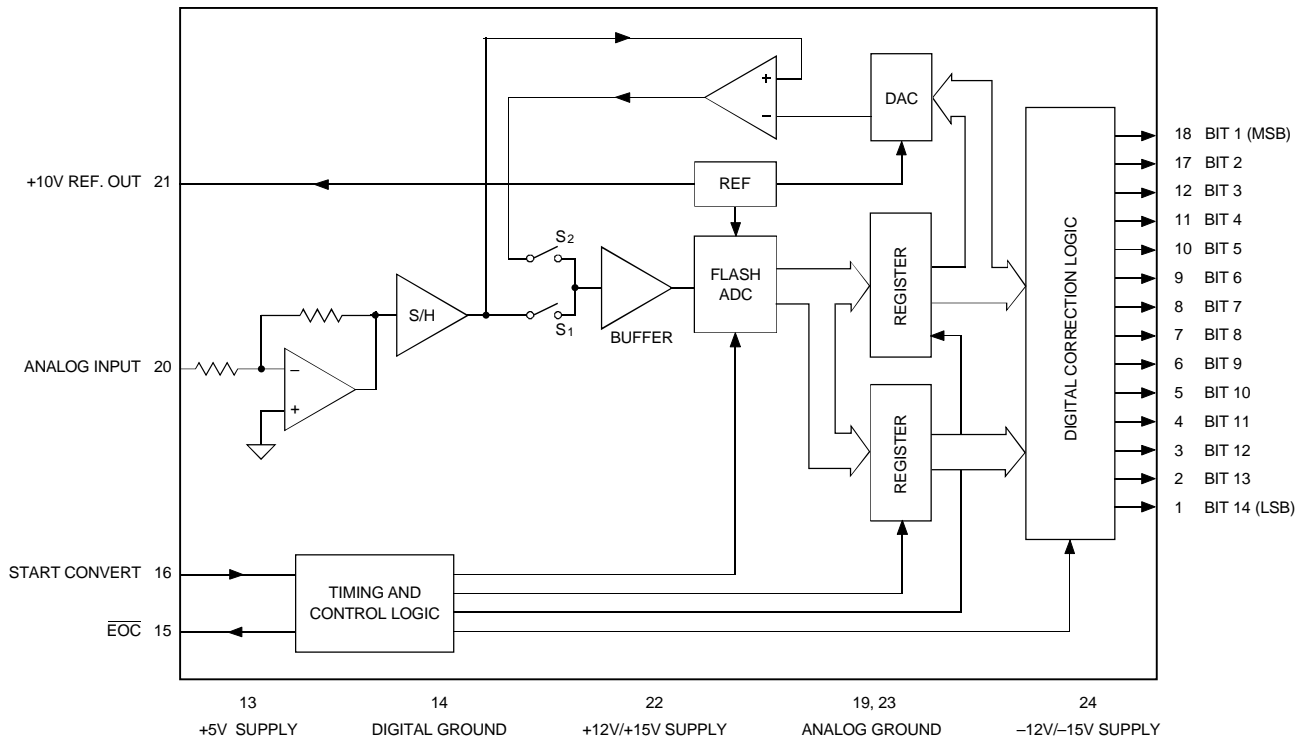 +
−
DAC
18 BIT 1 (MSB)
17 BIT 2
+10V REF. OUT 21
REF
12 BIT 3
11 BIT 4
S2
10 BIT 5
FLASH
ADC
REGISTER
DIGITAL CORRECTION LOGIC
9 BIT 6
S/H
8 BIT 7
S1
BUFFER
7 BIT 8
ANALOG INPUT 20
−
+
6 BIT 9
5 BIT 10
4 BIT 11
REGISTER
3 BIT 12
2 BIT 13
1 BIT 14 (LSB)
START CONVERT 16
TIMING AND
CONTROL LOGIC
EOC 15
13
+5V SUPPLY
14
DIGITAL GROUND
22
+12V/+15V SUPPLY
19, 23
ANALOG GROUND
24
–12V/–15V SUPPLY